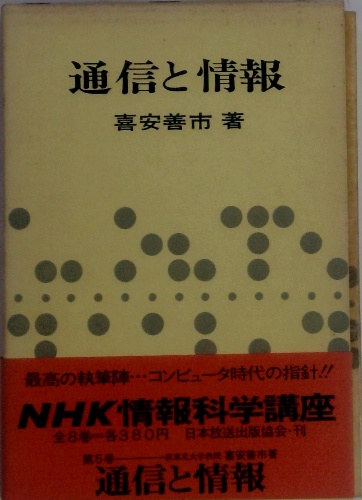 通信と情報
喜安善市 著
最高の執筆陣…コンピュータ時代の指針!!
NHK情報科学講座
全8巻―各380円 日本放送出版協会・刊
第5巻 喜安善市著
通信と情報